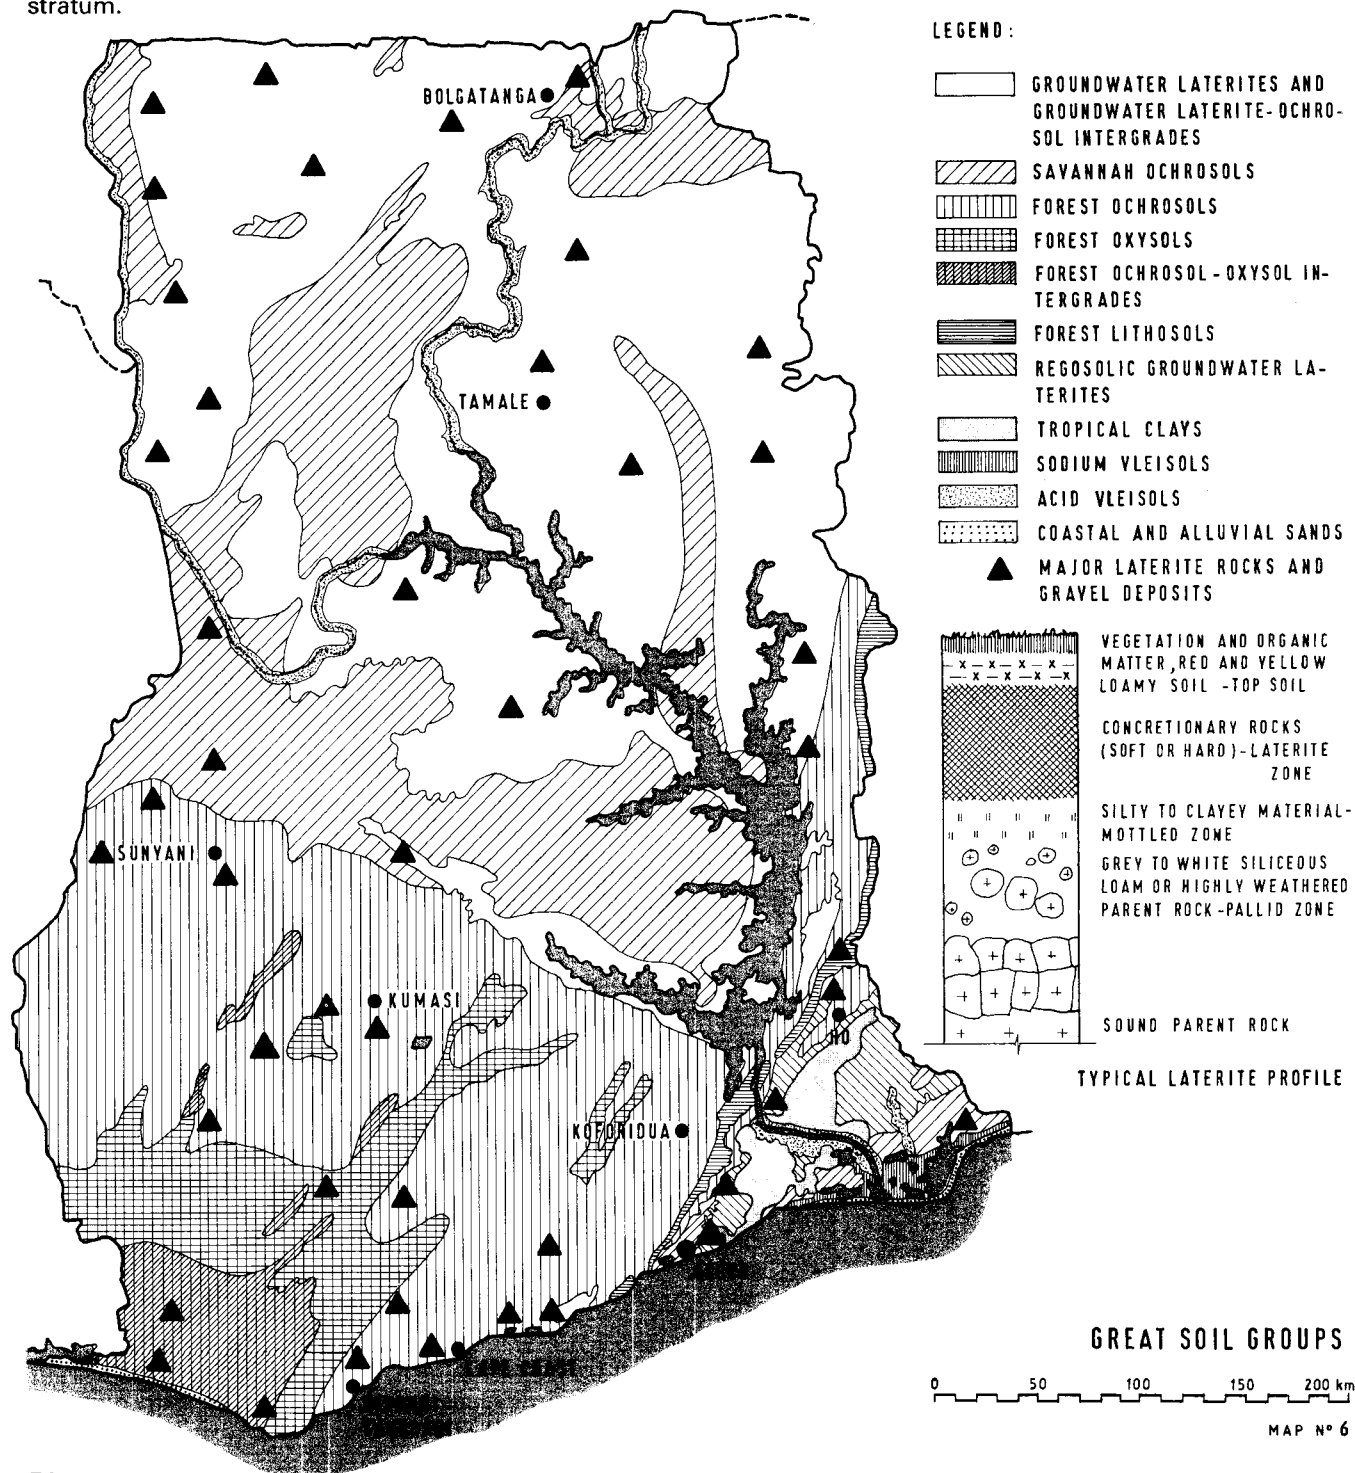 stratum.
LEGEND:
GROUNDWATER LATERITES AND
GROUNDWATER LATERITE-OCHRO-
SOL INTERGRADES
SAVANNAH OCHROSOLS
FOREST OCHROSOLS
FOREST OXYSOLS
FOREST OCHROSOL-OXYSOL IN-
TERGRADES
FOREST LITHOSOLS
REGOSOLIC GROUNDWATER LA-
TERITES
TROPICAL CLAYS
SODIUM VLEISOLS
ACID VLEISOLS
COASTAL AND ALLUVIAL SANDS
MAJOR LATERITE ROCKS AND
GRAVEL DEPOSITS
VEGETATION AND ORGANIC
MATTER, RED AND YELLOW
LOAMY SOIL -TOP SOIL
CONCRETIONARY ROCKS
(SOFT OR HARD)-LATERITE
ZONE
SILTY TO CLAYEY MATERIAL-
MOTTLED ZONE
GREY TO WHITE SILICEOUS
LOAM OR HIGHLY WEATHERED
PARENT ROCK-PALLID ZONE
SOUND PARENT ROCK
TYPICAL LATERITE PROFILE
BOLGATANGA
TAMALE
SUNYANI
KUMASI
HO
KOFORIDUA
CAPE COAST
GREAT SOIL GROUPS
0 50 100 150 200 km
MAP Nº 6